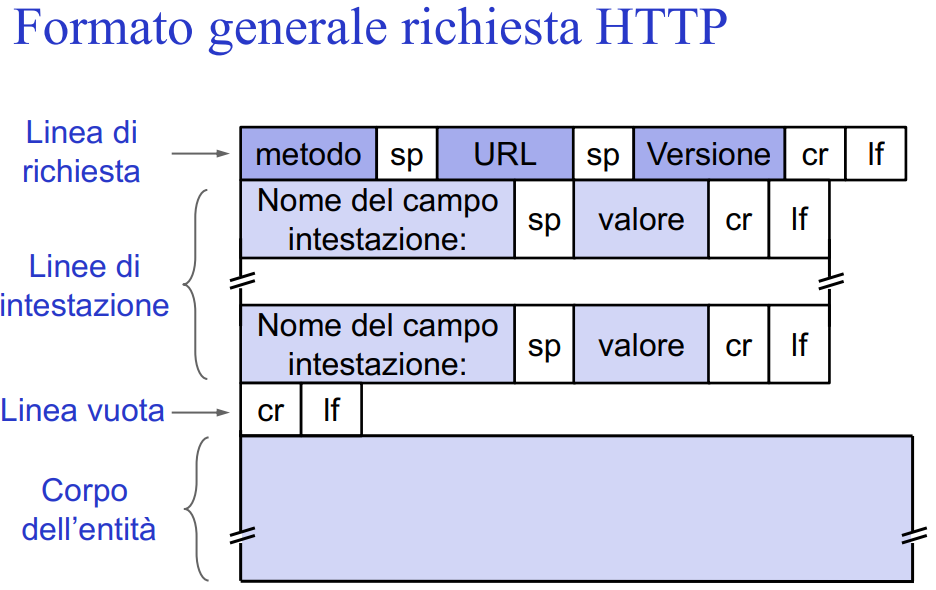 Formato generale richiesta HTTP
Linea di
richiesta
metodo sp URL sp Versione cr lf
Linee di
intestazione
Nome del campo
intestazione: sp valore cr lf
Nome del campo
intestazione: sp valore cr lf
Linea vuota
cr lf
Corpo
dell’entità